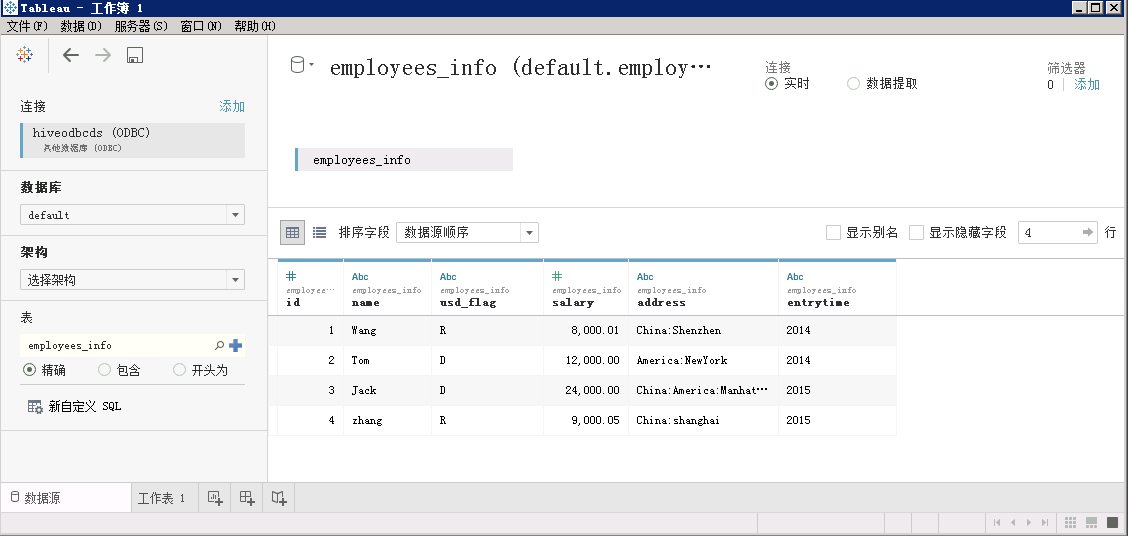 Tableau - 工作簿 1
文件(F) 数据(D) 服务器(S) 窗口(N) 帮助(H)
连接 添加
hiveodbcds (ODBC)
其他数据库 (ODBC)
数据库
default
架构
选择架构
表
employees_info
精确 包含 开头为
新自定义 SQL
employees_info (default.employ…
连接
实时 数据提取
筛选器
0 添加
employees_info
排序字段 数据源顺序 显示别名 显示隐藏字段 4 行
# Abc Abc # Abc Abc
employee… employees_info employees_info employees_info employees_info employees_info
id name usd_flag salary address entrytime
1 Wang R 8,000.01 China:Shenzhen 2014
2 Tom D 12,000.00 America:NewYork 2014
3 Jack D 24,000.00 China:America:Manhat… 2015
4 zhang R 9,000.05 China:shanghai 2015
数据源 工作表 1